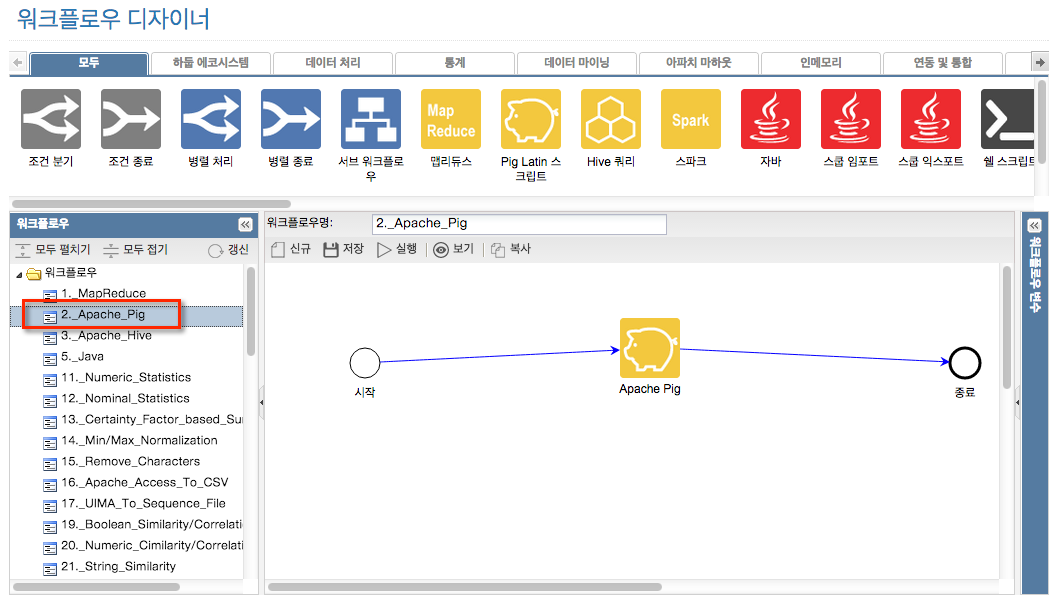 워크플로우 디자이너
모두
하둡 에코시스템
데이터 처리
통계
데이터 마이닝
아파치 마하웃
인메모리
연동 및 통합
Map
Reduce
Spark
조건 분기
조건 종료
병렬 처리
병렬 종료
서브 워크플로
우
맵리듀스
Pig Latin 스
크립트
Hive 쿼리
스파크
자바
스쿱 임포트
스쿱 익스포트
쉘 스크립트
워크플로우
모두 펼치기
모두 접기
갱신
워크플로우
1._MapReduce
2._Apache_Pig
3._Apache_Hive
5._Java
11._Numeric_Statistics
12._Nominal_Statistics
13._Certainty_Factor_based_Su
14._Min/Max_Normalization
15._Remove_Characters
16._Apache_Access_To_CSV
17._UIMA_To_Sequence_File
19._Boolean_Similarity/Correlati
20._Numeric_Cimilarity/Correlati
21._String_Similarity
워크플로우명:
2._Apache_Pig
신규
저장
실행
보기
복사
시작
Apache Pig
종료
워크플로우 변수